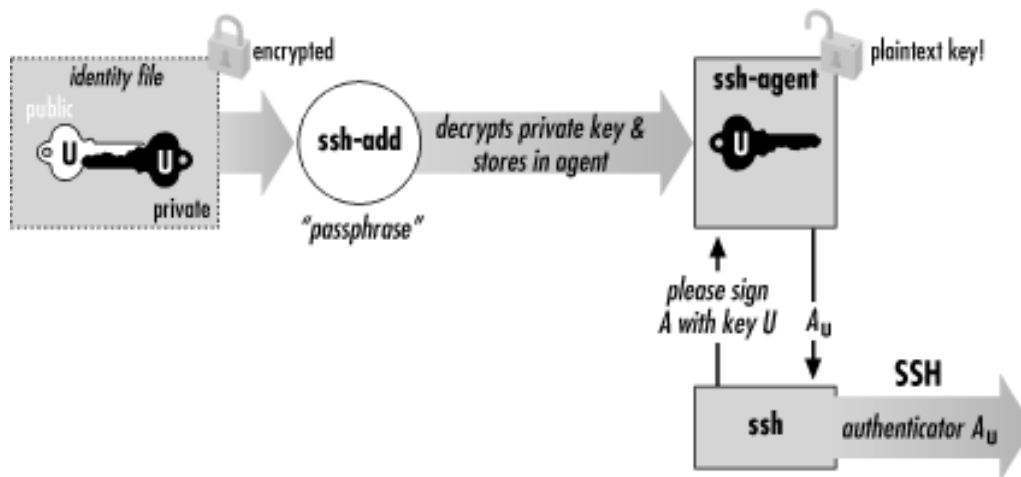 encrypted
identity file
public
U
U
private
ssh-add
"passphrase"
decrypts private key &
stores in agent
plaintext key!
ssh-agent
U
please sign
A with key U
AU
ssh
SSH
authenticator AU